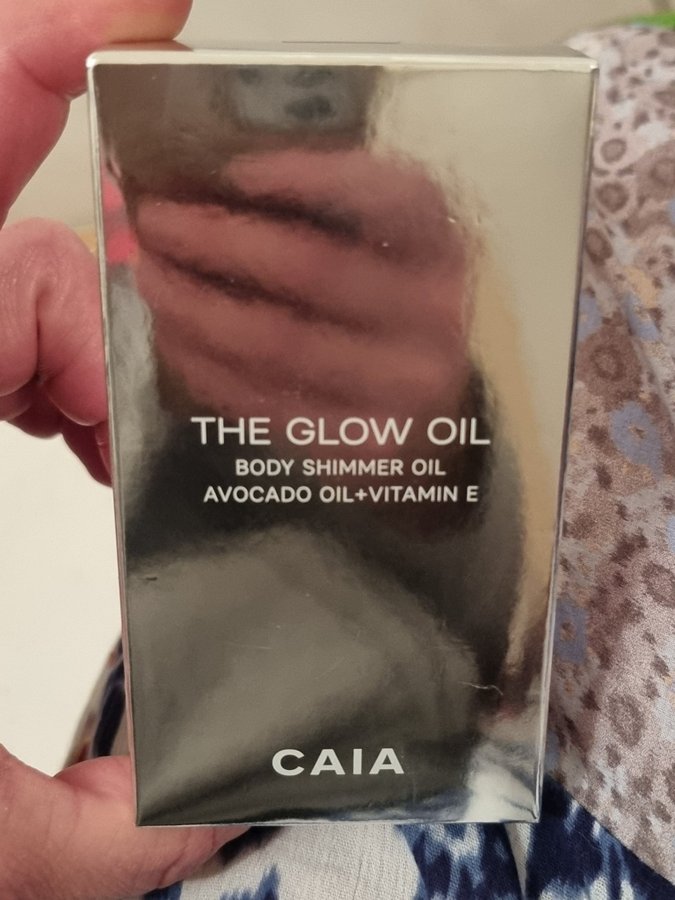 THE GLOW OIL
BODY SHIMMER OIL
AVOCADO OIL+VITAMIN E
CAIA